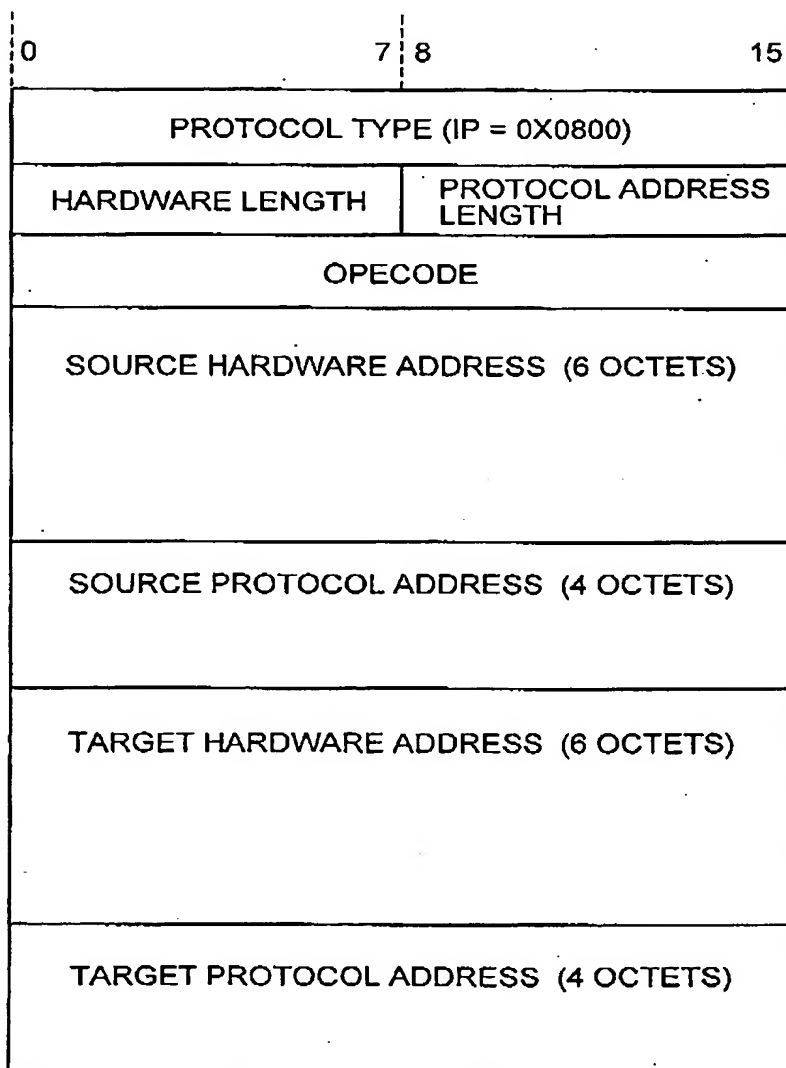 0 7 8 15
PROTOCOL TYPE (IP = 0X0800)
HARDWARE LENGTH
PROTOCOL ADDRESS
LENGTH
OPECODE
SOURCE HARDWARE ADDRESS (6 OCTETS)
SOURCE PROTOCOL ADDRESS (4 OCTETS)
TARGET HARDWARE ADDRESS (6 OCTETS)
TARGET PROTOCOL ADDRESS (4 OCTETS)